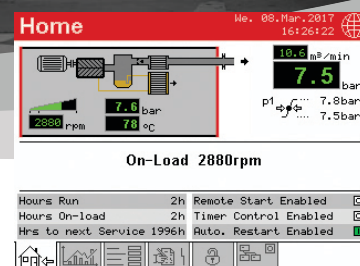 Home
We. 08.Mar.2017
16:26:22
10.6 m³/min
7.5 bar
p1 7.8bar
7.5bar
7.6 bar
2880 rpm
78 °C
On-Load 2880rpm
Hours Run 2h Remote Start Enabled
Hours On-load 2h Timer Control Enabled
Hrs to next Service 1996h Auto. Restart Enabled